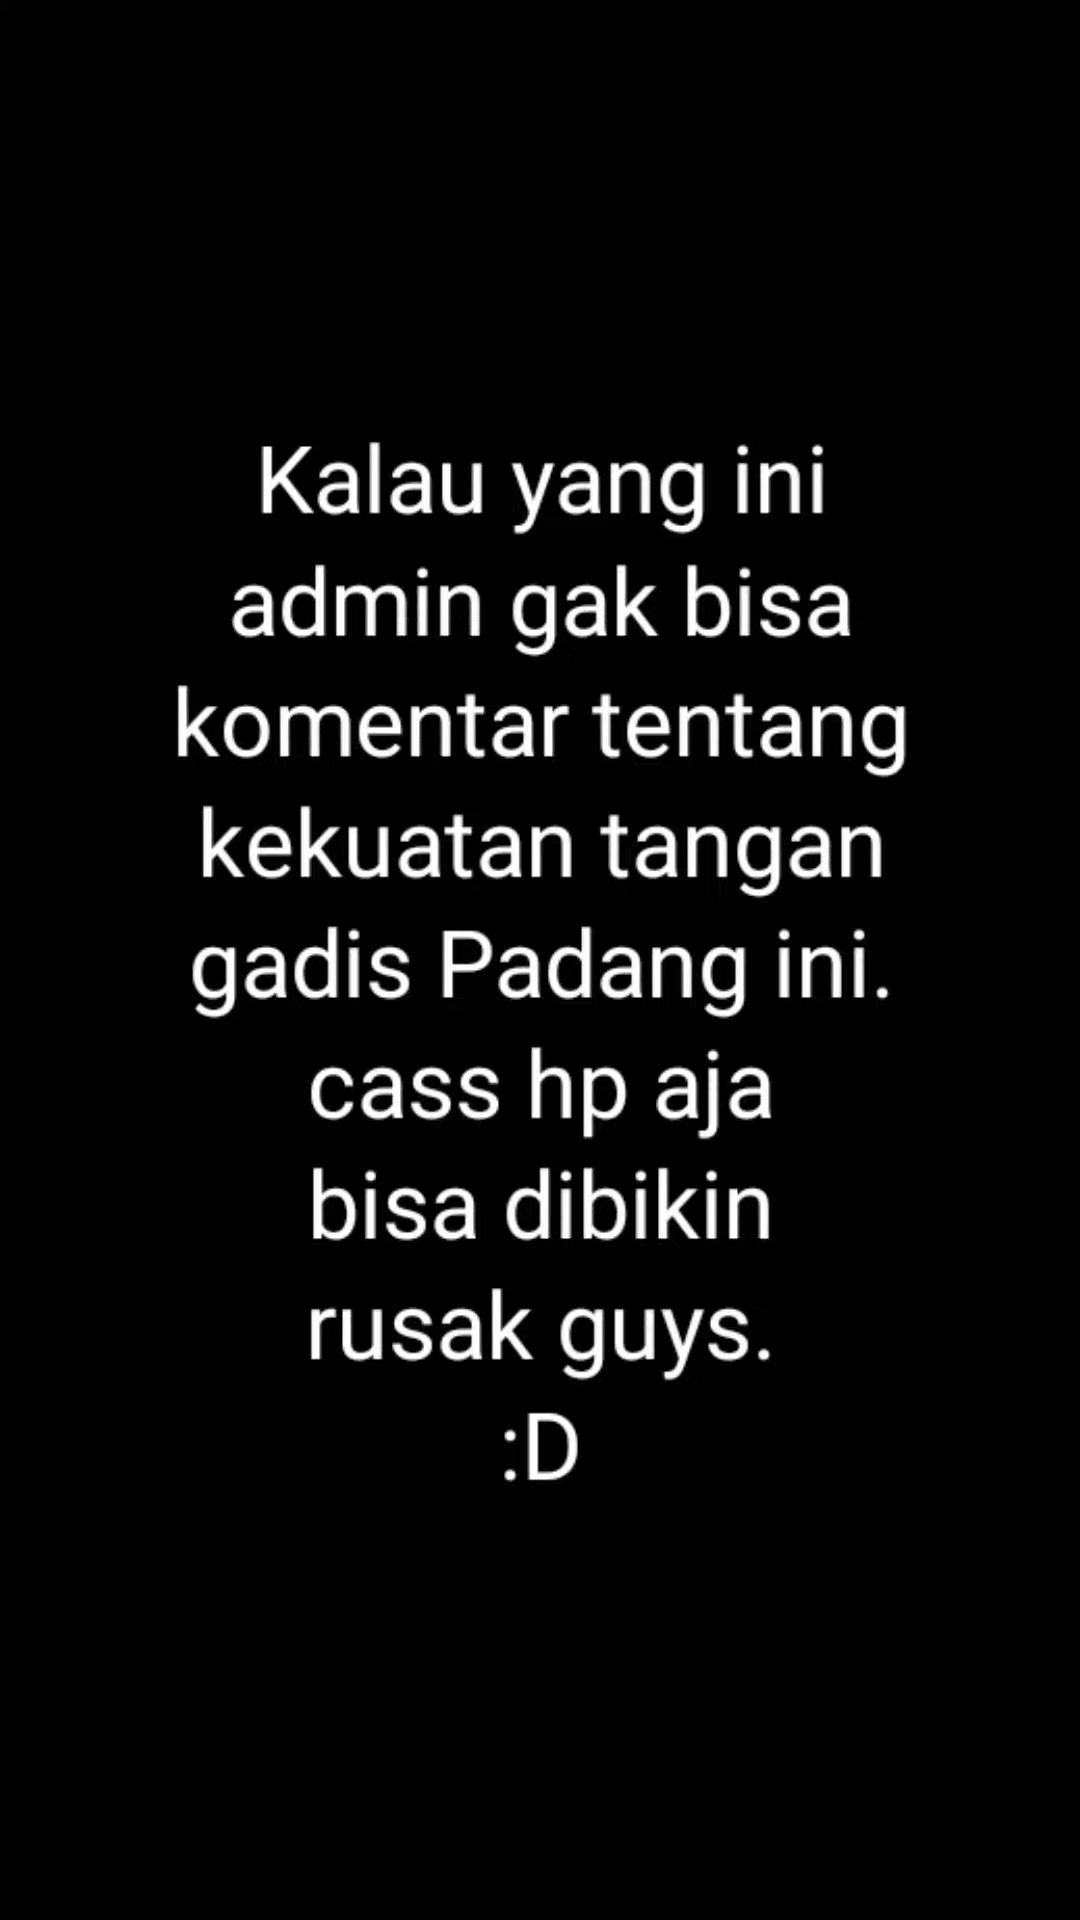 Kalau yang ini
admin gak bisa
komentar tentang
kekuatan tangan
gadis Padang ini.
cass hp aja
bisa dibikin
rusak guys.
:D